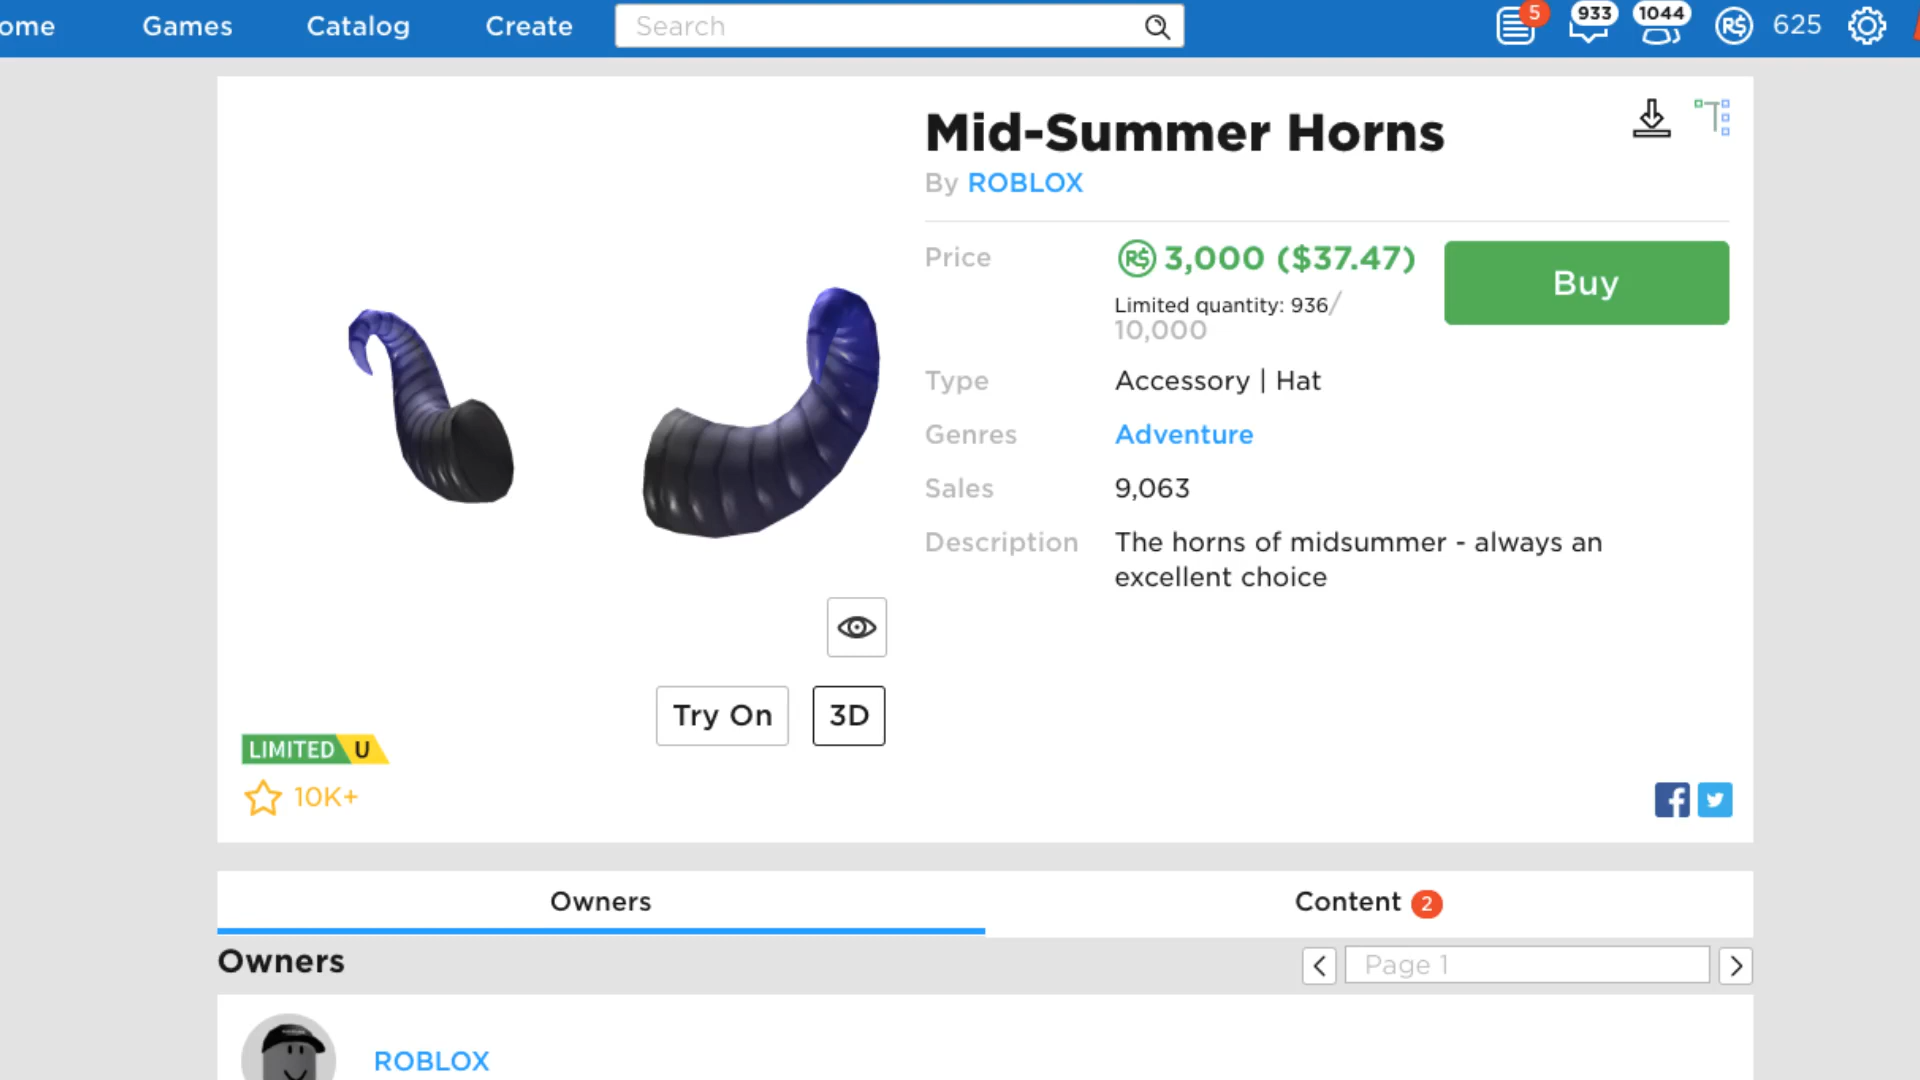 ome Games Catalog Create Search 5 933 1044 R$ 625
Mid-Summer Horns
By ROBLOX
Price R$ 3,000 ($37.47) Buy
Limited quantity: 936/
10,000
Type Accessory | Hat
Genres Adventure
Sales 9,063
Description The horns of midsummer - always an
excellent choice
Try On 3D
LIMITED U
10K+
Owners Content 2
Owners Page 1
ROBLOX